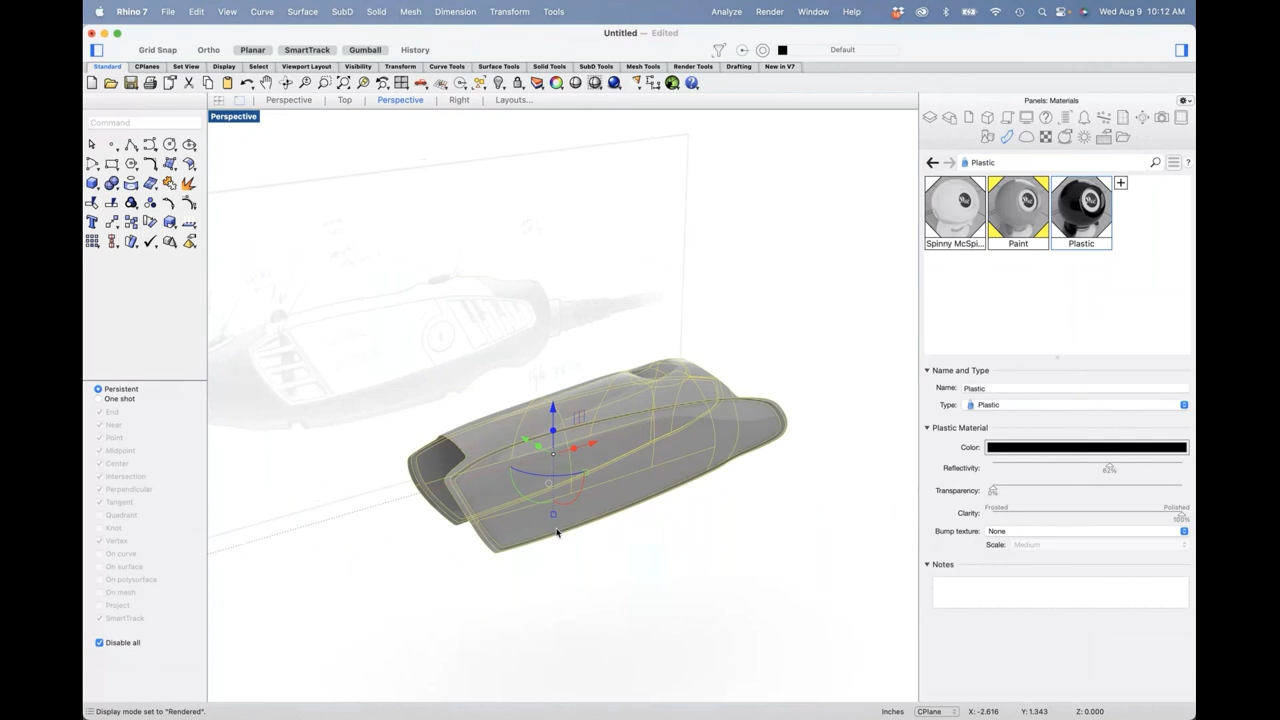 Rhino 7 File Edit View Curve Surface SubD Solid Mesh Dimension Transform Tools Analyze Render Window Help Wed Aug 9 10:12 AM
Untitled — Edited
Grid Snap Ortho Planar SmartTrack Gumball History Default
Standard CPlanes Set View Display Select Viewport Layout Visibility Transform Curve Tools Surface Tools Solid Tools SubD Tools Mesh Tools Render Tools Drafting New in V7
Perspective Top Perspective Right Layouts...
Panels: Materials
Perspective
Command
Plastic
Spinny McSpi... Paint Plastic
Name and Type
Name: Plastic
Type: Plastic
Plastic Material
Color:
Reflectivity:
Transparency:
Frosted Polished
Clarity:
100%
Bump texture: None
Scale: Medium
Notes
Persistent
One shot
End
Near
Point
Midpoint
Center
Intersection
Perpendicular
Tangent
Quadrant
Knot
Vertex
On curve
On surface
On polysurface
On mesh
Project
SmartTrack
Disable all
Display mode set to "Rendered". Inches CPlane X: -2.616 Y: 1.343 Z: 0.000